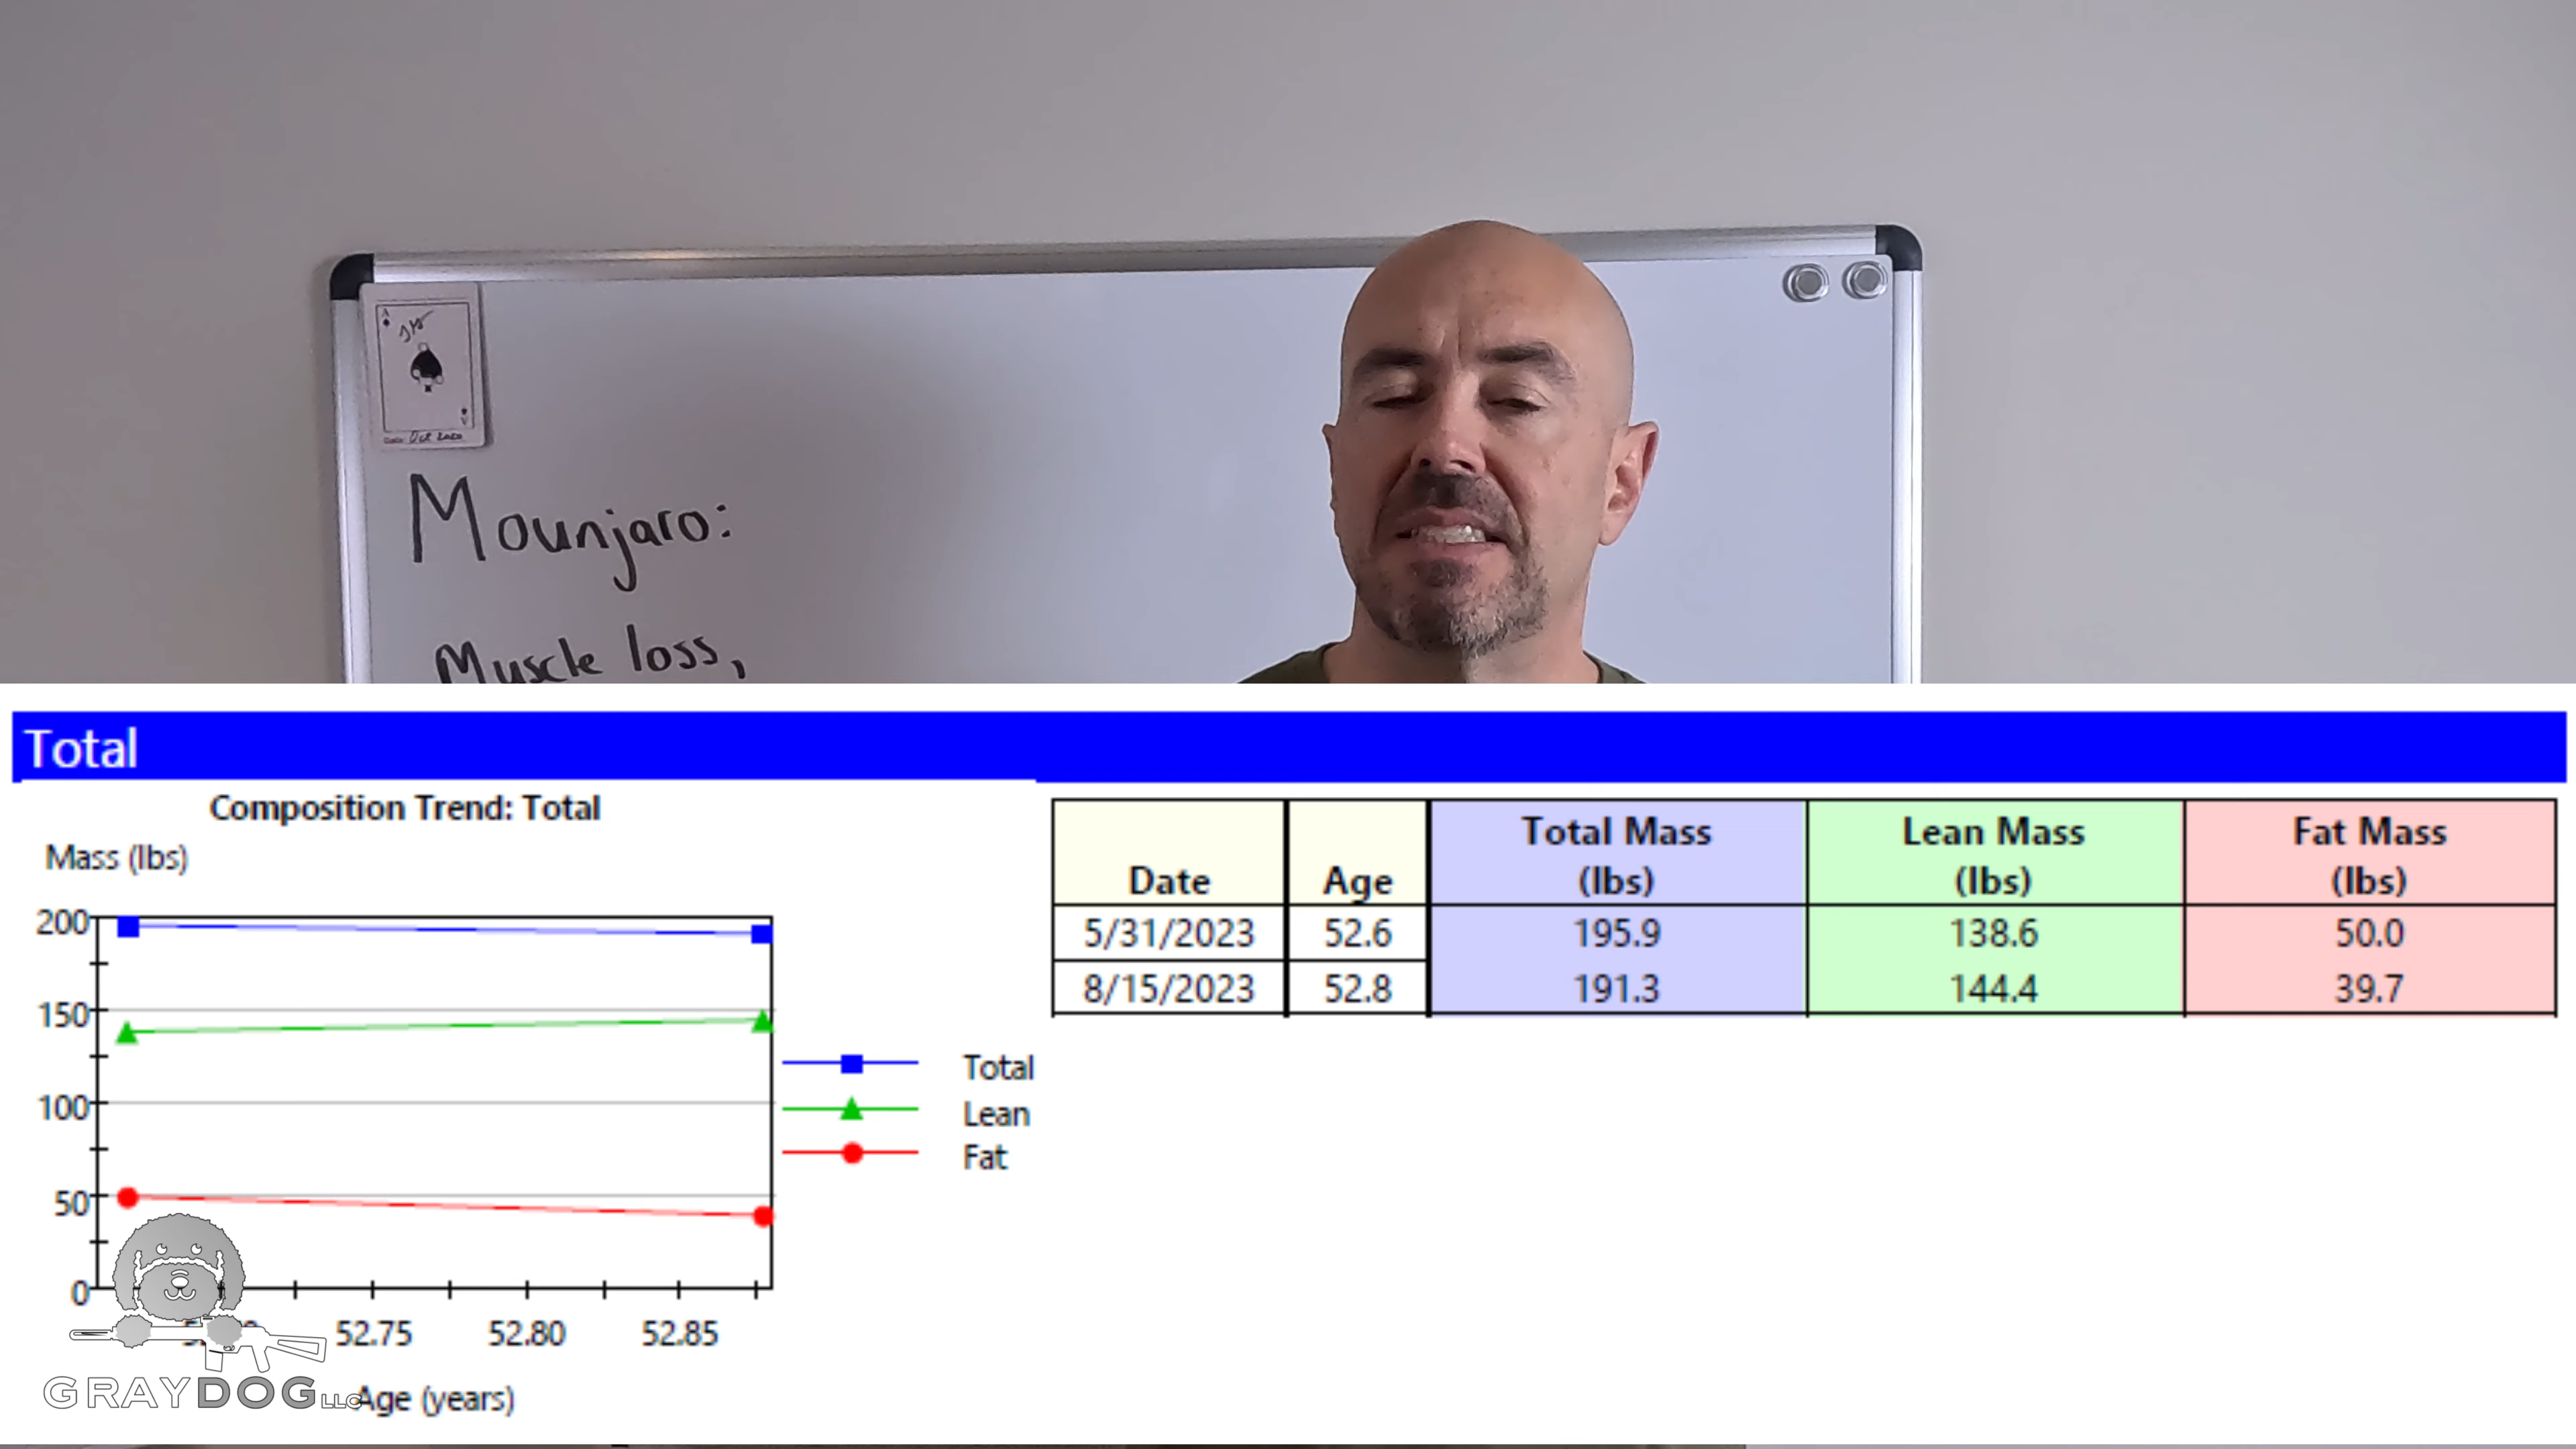 A
A
Date Oct 2020
Mounjaro:
Muscle loss,
Total
Composition Trend: Total
Mass (lbs)
200
150
100
50
0
52.75 52.80 52.85
Age (years)
Total
Lean
Fat
Date Age Total Mass (lbs) Lean Mass (lbs) Fat Mass (lbs)
5/31/2023 52.6 195.9 138.6 50.0
8/15/2023 52.8 191.3 144.4 39.7
GRAYDOG LLC